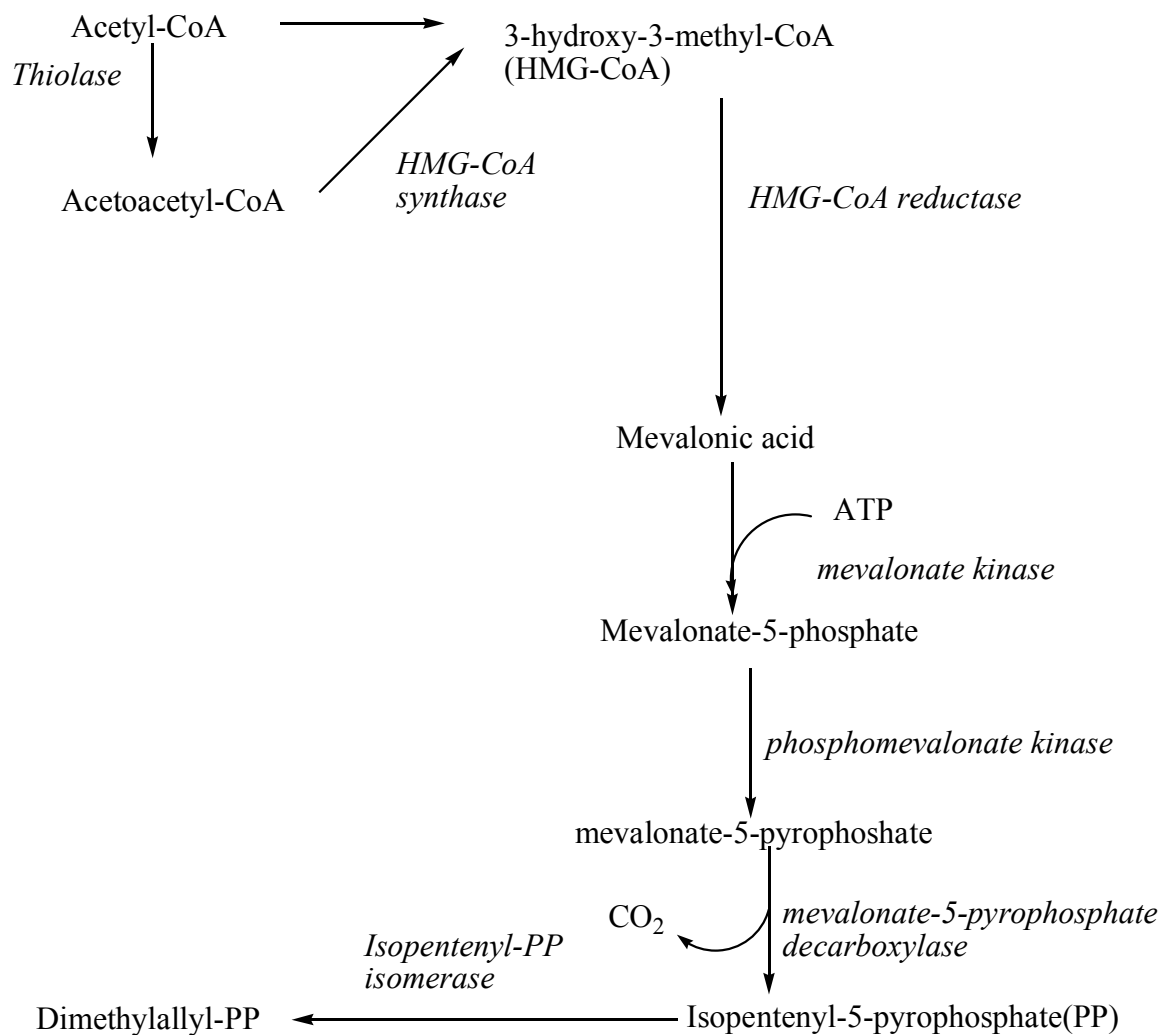 Acetyl-CoA
3-hydroxy-3-methyl-CoA
(HMG-CoA)
Thiolase
HMG-CoA
synthase
Acetoacetyl-CoA
HMG-CoA reductase
Mevalonic acid
ATP
mevalonate kinase
Mevalonate-5-phosphate
phosphomevalonate kinase
mevalonate-5-pyrophoshate
CO2
mevalonate-5-pyrophosphate
decarboxylase
Isopentenyl-PP
isomerase
Dimethylallyl-PP
Isopentenyl-5-pyrophosphate(PP)